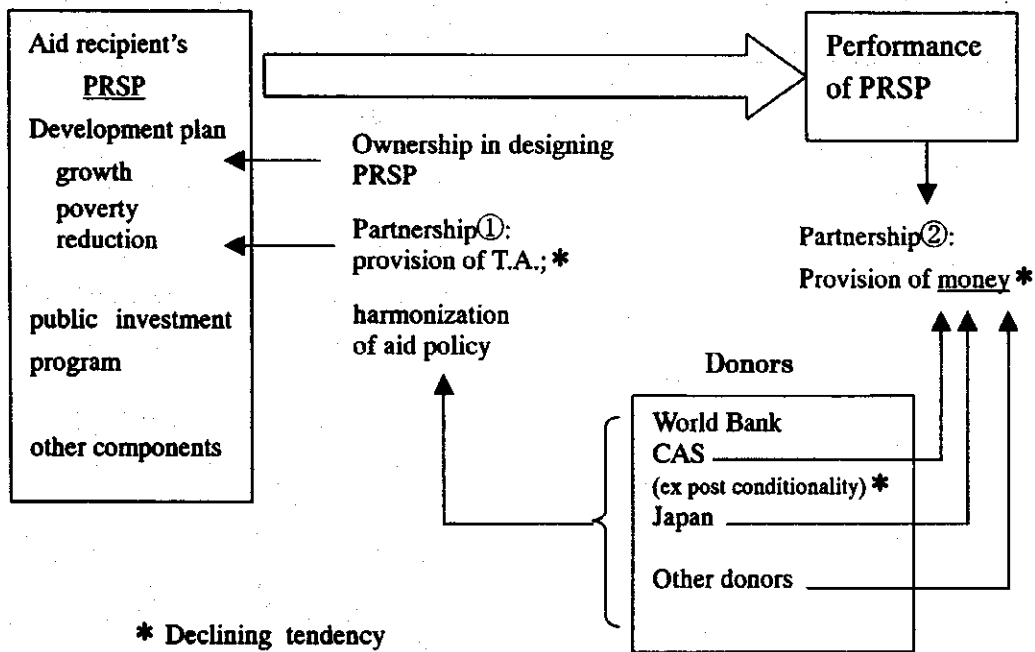 Aid recipient's
PRSP
Development plan
growth
poverty
reduction
public investment
program
other components
Ownership in designing
PRSP
Partnership①:
provision of T.A.;*
harmonization
of aid policy
Performance
of PRSP
Partnership②:
Provision of money*
Donors
World Bank
CAS
(ex post conditionality)*
Japan
Other donors
* Declining tendency